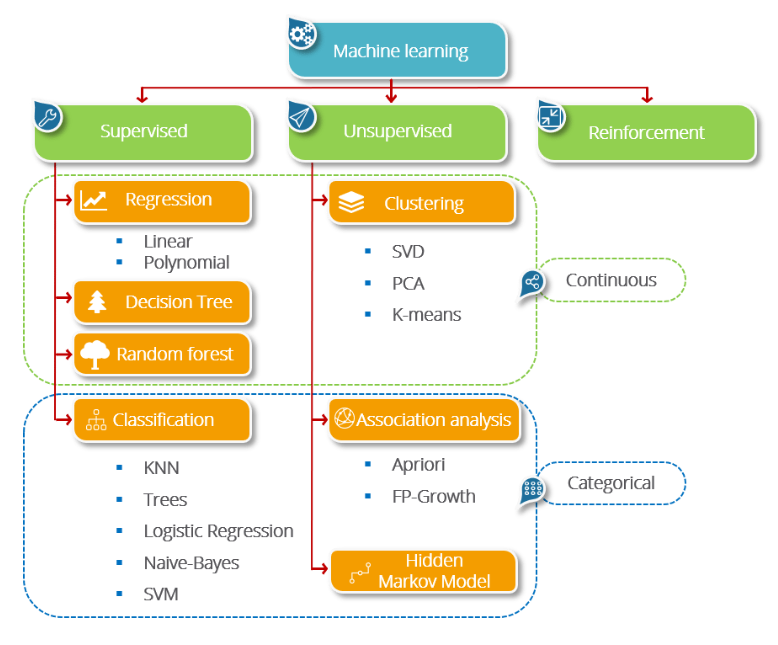 Machine learning
Supervised
Unsupervised
Reinforcement
Regression
Linear
Polynomial
Decision Tree
Random forest
Clustering
SVD
PCA
K-means
Continuous
Classification
KNN
Trees
Logistic Regression
Naive-Bayes
SVM
Association analysis
Apriori
FP-Growth
Hidden
Markov Model
Categorical